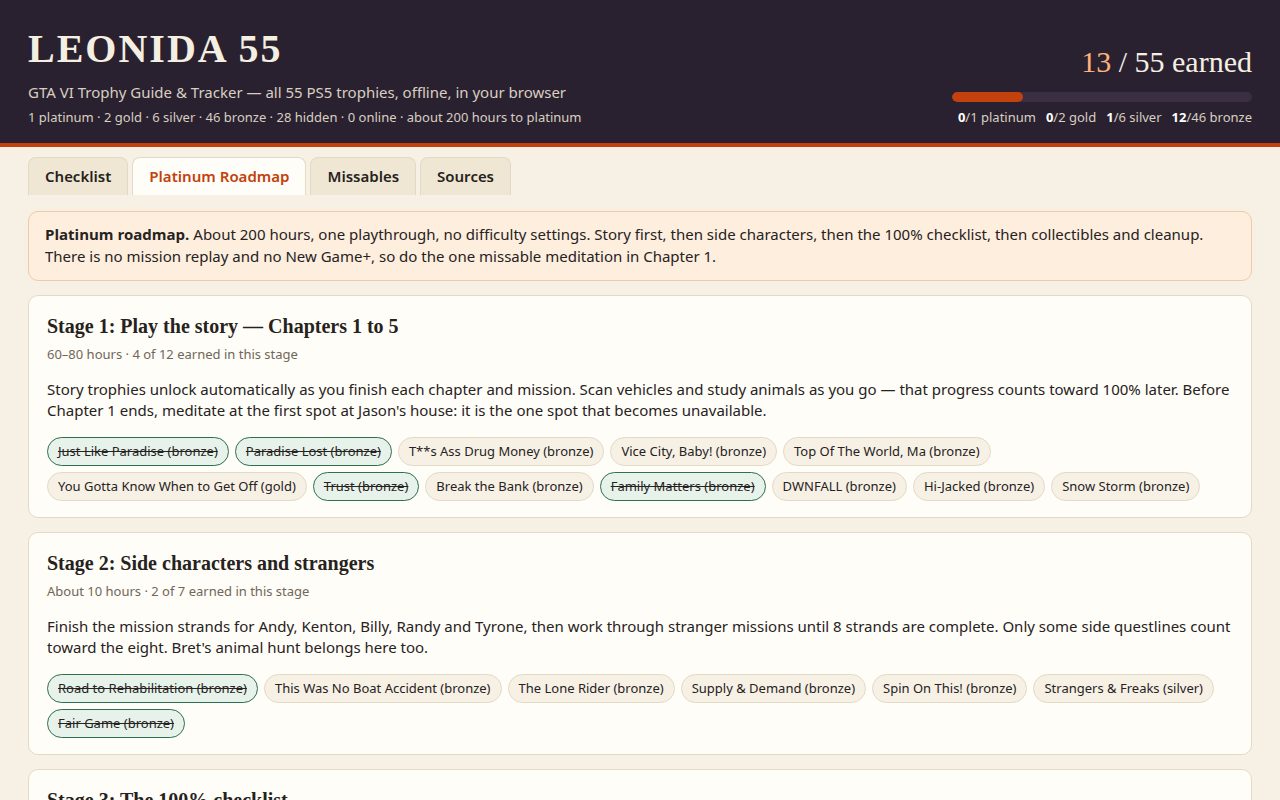 LEONIDA 55
GTA VI Trophy Guide & Tracker — all 55 PS5 trophies, offline, in your browser
1 platinum · 2 gold · 6 silver · 46 bronze · 28 hidden · 0 online · about 200 hours to platinum
13 / 55 earned
0/1 platinum 0/2 gold 1/6 silver 12/46 bronze
Checklist Platinum Roadmap Missables Sources
Platinum roadmap. About 200 hours, one playthrough, no difficulty settings. Story first, then side characters, then the 100% checklist, then collectibles and cleanup.
There is no mission replay and no New Game+, so do the one missable meditation in Chapter 1.
Stage 1: Play the story — Chapters 1 to 5
60–80 hours · 4 of 12 earned in this stage
Story trophies unlock automatically as you finish each chapter and mission. Scan vehicles and study animals as you go — that progress counts toward 100% later. Before
Chapter 1 ends, meditate at the first spot at Jason's house: it is the one spot that becomes unavailable.
Just Like Paradise (bronze) Paradise Lost (bronze) T**s Ass Drug Money (bronze) Vice City, Baby! (bronze) Top Of The World, Ma (bronze)
You Gotta Know When to Get Off (gold) Trust (bronze) Break the Bank (bronze) Family Matters (bronze) DWNFALL (bronze) Hi-Jacked (bronze) Snow Storm (bronze)
Stage 2: Side characters and strangers
About 10 hours · 2 of 7 earned in this stage
Finish the mission strands for Andy, Kenton, Billy, Randy and Tyrone, then work through stranger missions until 8 strands are complete. Only some side questlines count
toward the eight. Bret's animal hunt belongs here too.
Road to Rehabilitation (bronze) This Was No Boat Accident (bronze) The Lone Rider (bronze) Supply & Demand (bronze) Spin On This! (bronze) Strangers & Freaks (silver)
Fair Game (bronze)
Stage 3: The 100% checklist